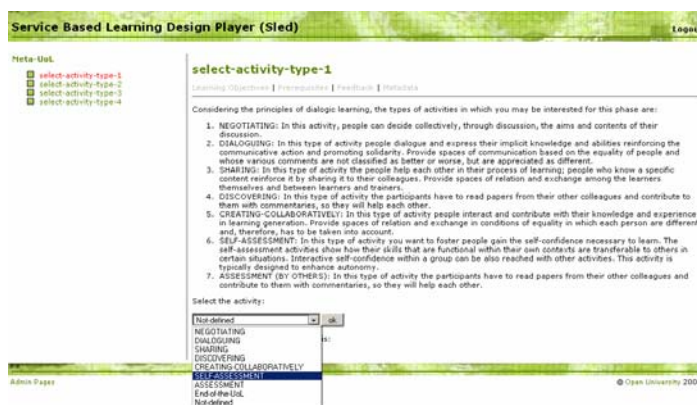 Service Based Learning Design Player (Sled)
Logou
Meta-UoL
select-activity-type-1
select-activity-type-2
select-activity-type-3
select-activity-type-4
select-activity-type-1
Learning Objectives | Prerequisites | Feedback | Metadata
Considering the principles of dialogic learning, the types of activities in which you may be interested for this phase are:
1. NEGOTIATING: In this activity, people can decide collectively, through discussion, the aims and contents of their
discussion.
2. DIALOGUING: In this type of activity people dialogue and express their implicit knowledge and abilities reinforcing the
communicative action and promoting solidarity. Provide spaces of communication based on the equality of people and
whose various comments are not classified as better or worse, but are appreciated as different.
3. SHARING: In this type of activity the people help each other in their process of learning; people who know a specific
content reinforce it by sharing it to their colleagues. Provide spaces of relation and exchange among the learners
themselves and between learners and trainers.
4. DISCOVERING: In this type of activity the participants have to read papers from their other colleagues and contribute to
them with commentaries, so they will help each other.
5. CREATING-COLLABORATIVELY: In this type of activity people interact and contribute with their knowledge and experience
in learning generation. Provide spaces of relation and exchange in conditions of equality in which each person are different
and, therefore, has to be taken into account.
6. SELF-ASSESSMENT: In this type of activity you want to foster people gain the self-confidence necessary to learn. The
self-assessment activities show how their skills that are functional within their own contexts are transferable to others in
certain situations. Interactive self-confidence within a group can be also reached with other activities. This activity is
typically designed to enhance autonomy.
7. ASSESSMENT (BY OTHERS): In this type of activity the participants have to read papers from their other colleagues and
contribute to them with commentaries, so they will help each other.
Select the activity:
Not-defined ok
NEGOTIATING
DIALOGUING
SHARING
DISCOVERING
CREATING-COLLABORATIVELY
SELF-ASSESSMENT
ASSESSMENT
End-of-the-UoL
Not-defined
Admin Pages
© Open University 200